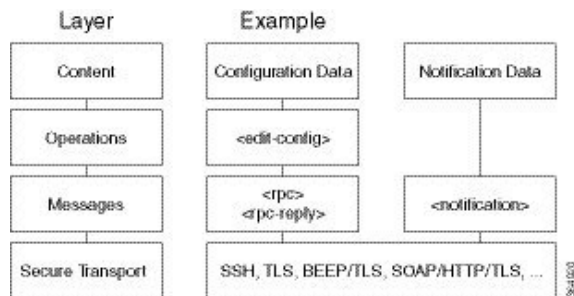 Layer Example
Content Configuration Data Notification Data
Operations <edit-config>
Messages <rpc> <notification>
<rpc-reply>
Secure Transport SSH, TLS, BEEP/TLS, SOAP/HTTP/TLS, ...